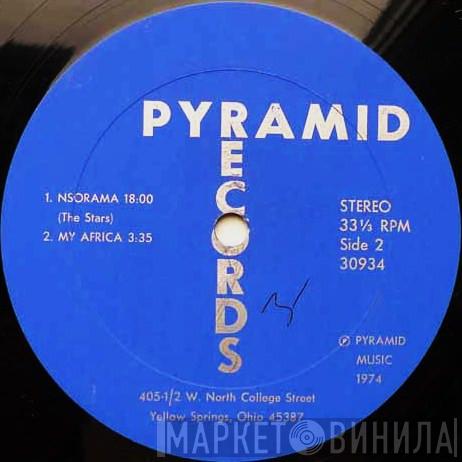 PYRAMID
RECORDS
1. NSORAMA 18:00
(The Stars)
2. MY AFRICA 3:35
STEREO
33⅓ RPM
Side 2
30934
℗ PYRAMID
MUSIC
1974
405-1/2 W. North College Street
Yellow Springs, Ohio 45387
МАРКЕТ ВИНИЛА